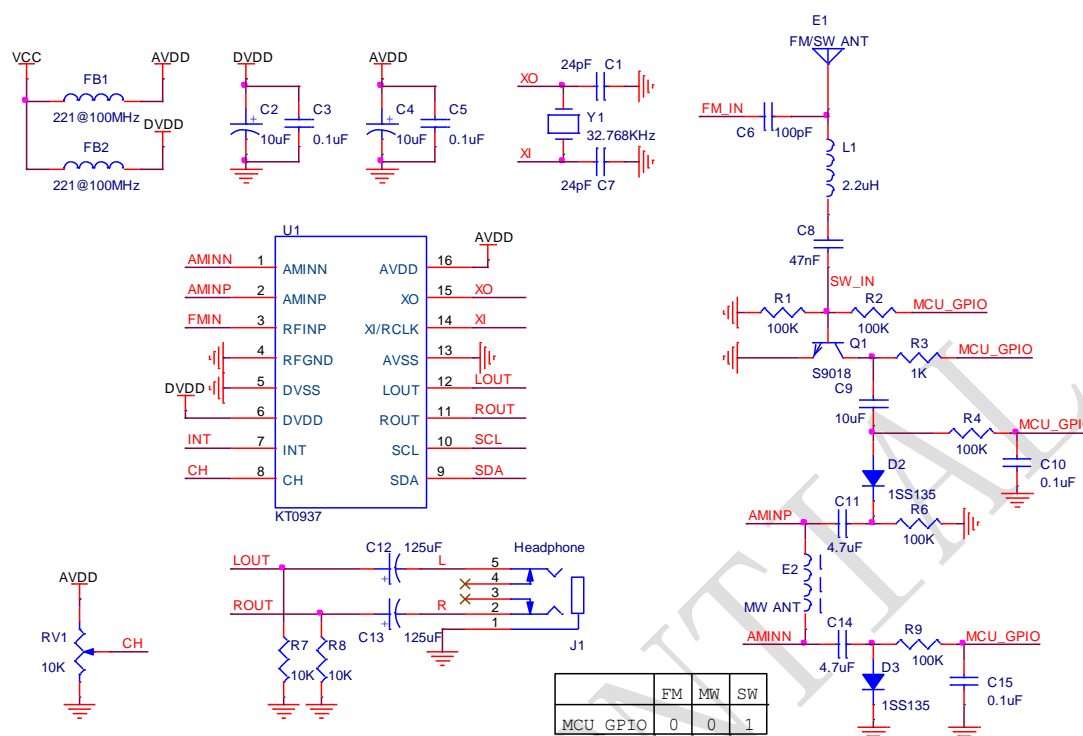 E1
FM/SW_ANT
VCC
AVDD
FB1
221@100MHz
DVDD
FB2
221@100MHz
DVDD
C2
10uF
C3
0.1uF
AVDD
C4
10uF
C5
0.1uF
XO
24pF
C1
Y1
32.768KHz
XI
24pF
C7
FM_IN
C6
100pF
L1
2.2uH
C8
47nF
SW_IN
R1
100K
R2
100K
MCU_GPIO
Q1
S9018
R3
1K
MCU_GPIO
C9
10uF
R4
100K
MCU_GPIO
C10
0.1uF
D2
1SS135
AMINP
C11
4.7uF
R6
100K
E2
MW_ANT
AMINN
C14
4.7uF
R9
100K
MCU_GPIO
D3
1SS135
C15
0.1uF
U1
AVDD
AMINN 1 AMINN AVDD 16
AMINP 2 AMINP XO 15 XO
FMIN 3 RFINP XI/RCLK 14 XI
4 RFGND AVSS 13
5 DVSS LOUT 12 LOUT
DVDD 6 DVDD ROUT 11 ROUT
INT 7 INT SCL 10 SCL
CH 8 CH SDA 9 SDA
KT0937
AVDD
RV1
10K
CH
LOUT
C12
125uF
L
5
Headphone
4
3
ROUT
C13
125uF
R
2
1
J1
R7
10K
R8
10K
FM MW SW
MCU_GPIO 0 0 1
NTIAL